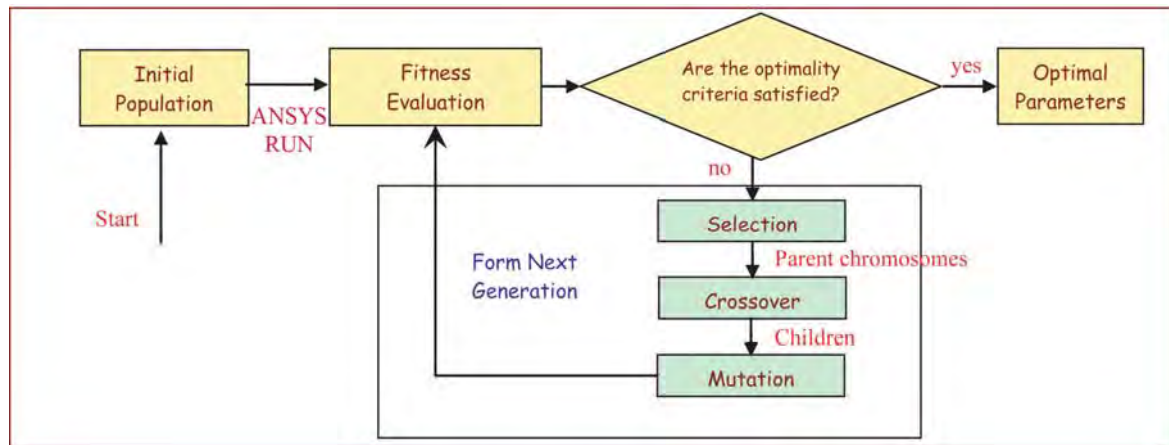 Initial
Population
ANSYS
RUN
Start
Fitness
Evaluation
Are the optimality
criteria satisfied?
yes
Optimal
Parameters
no
Form Next
Generation
Selection
Parent chromosomes
Crossover
Children
Mutation